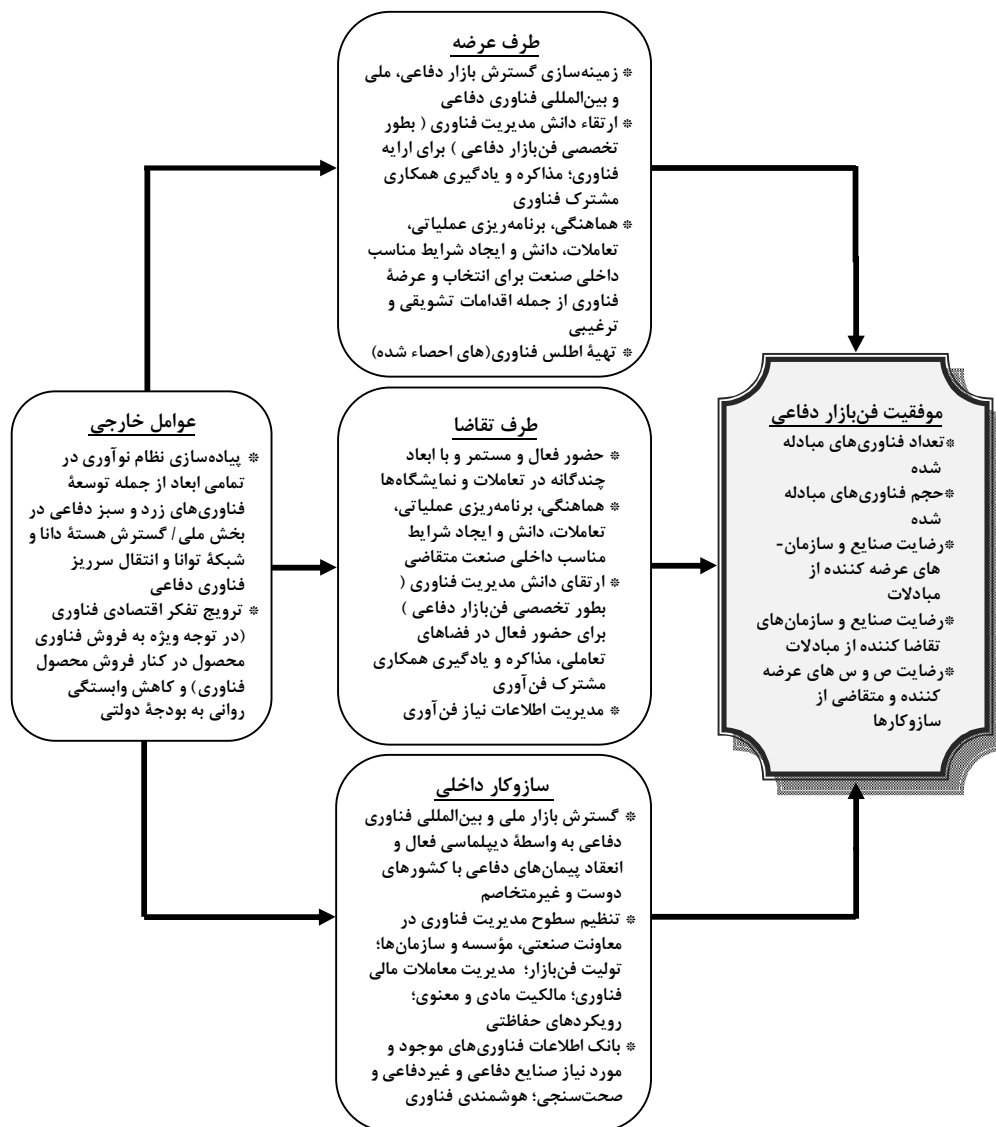 طرف عرضه
* زمینه‌سازی گسترش بازار دفاعی، ملی
و بین‌المللی فناوری دفاعی
* ارتقاء دانش مدیریت فناوری ( بطور
تخصصی فن‌بازار دفاعی ) برای ارایه
فناوری؛ مذاکره و یادگیری همکاری
مشترک فناوری
* هماهنگی، برنامه‌ریزی عملیاتی،
تعاملات، دانش و ایجاد شرایط مناسب
داخلی صنعت برای انتخاب و عرضۀ
فناوری از جمله اقدامات تشویقی و
ترغیبی
* تهیۀ اطلس فناوری(های احصاء شده)
عوامل خارجی
* پیاده‌سازی نظام نوآوری در
تمامی ابعاد از جمله توسعۀ
فناوری‌های زرد و سبز دفاعی در
بخش ملی/ گسترش هستۀ دانا و
شبکۀ توانا و انتقال سرریز
فناوری دفاعی
* ترویج تفکر اقتصادی فناوری
(در توجه ویژه به فروش فناوری
محصول در کنار فروش محصول
فناوری) و کاهش وابستگی
روانی به بودجۀ دولتی
طرف تقاضا
* حضور فعال و مستمر و با ابعاد
چندگانه در تعاملات و نمایشگاه‌ها
* هماهنگی، برنامه‌ریزی عملیاتی،
تعاملات، دانش و ایجاد شرایط
مناسب داخلی صنعت متقاضی
* ارتقای دانش مدیریت فناوری (
بطور تخصصی فن‌بازار دفاعی )
برای حضور فعال در فضاهای
تعاملی، مذاکره و یادگیری همکاری
مشترک فن‌آوری
* مدیریت اطلاعات نیاز فن‌آوری
موفقیت فن‌بازار دفاعی
*تعداد فناوری‌های مبادله
شده
*حجم فناوری‌های مبادله
شده
*رضایت صنایع و سازمان-
های عرضه کننده از
مبادلات
*رضایت صنایع و سازمان‌های
تقاضا کننده از مبادلات
*رضایت ص و س های عرضه
کننده و متقاضی از
سازوکارها
سازوکار داخلی
* گسترش بازار ملی و بین‌المللی فناوری
دفاعی به واسطۀ دیپلماسی فعال و
انعقاد پیمان‌های دفاعی با کشورهای
دوست و غیرمتخاصم
* تنظیم سطوح مدیریت فناوری در
معاونت صنعتی، مؤسسه و سازمان‌ها؛
تولیت فن‌بازار؛ مدیریت معاملات مالی
فناوری؛ مالکیت مادی و معنوی؛
رویکردهای حفاظتی
* بانک اطلاعات فناوری‌های موجود و
مورد نیاز صنایع دفاعی و غیردفاعی و
صحت‌سنجی؛ هوشمندی فناوری